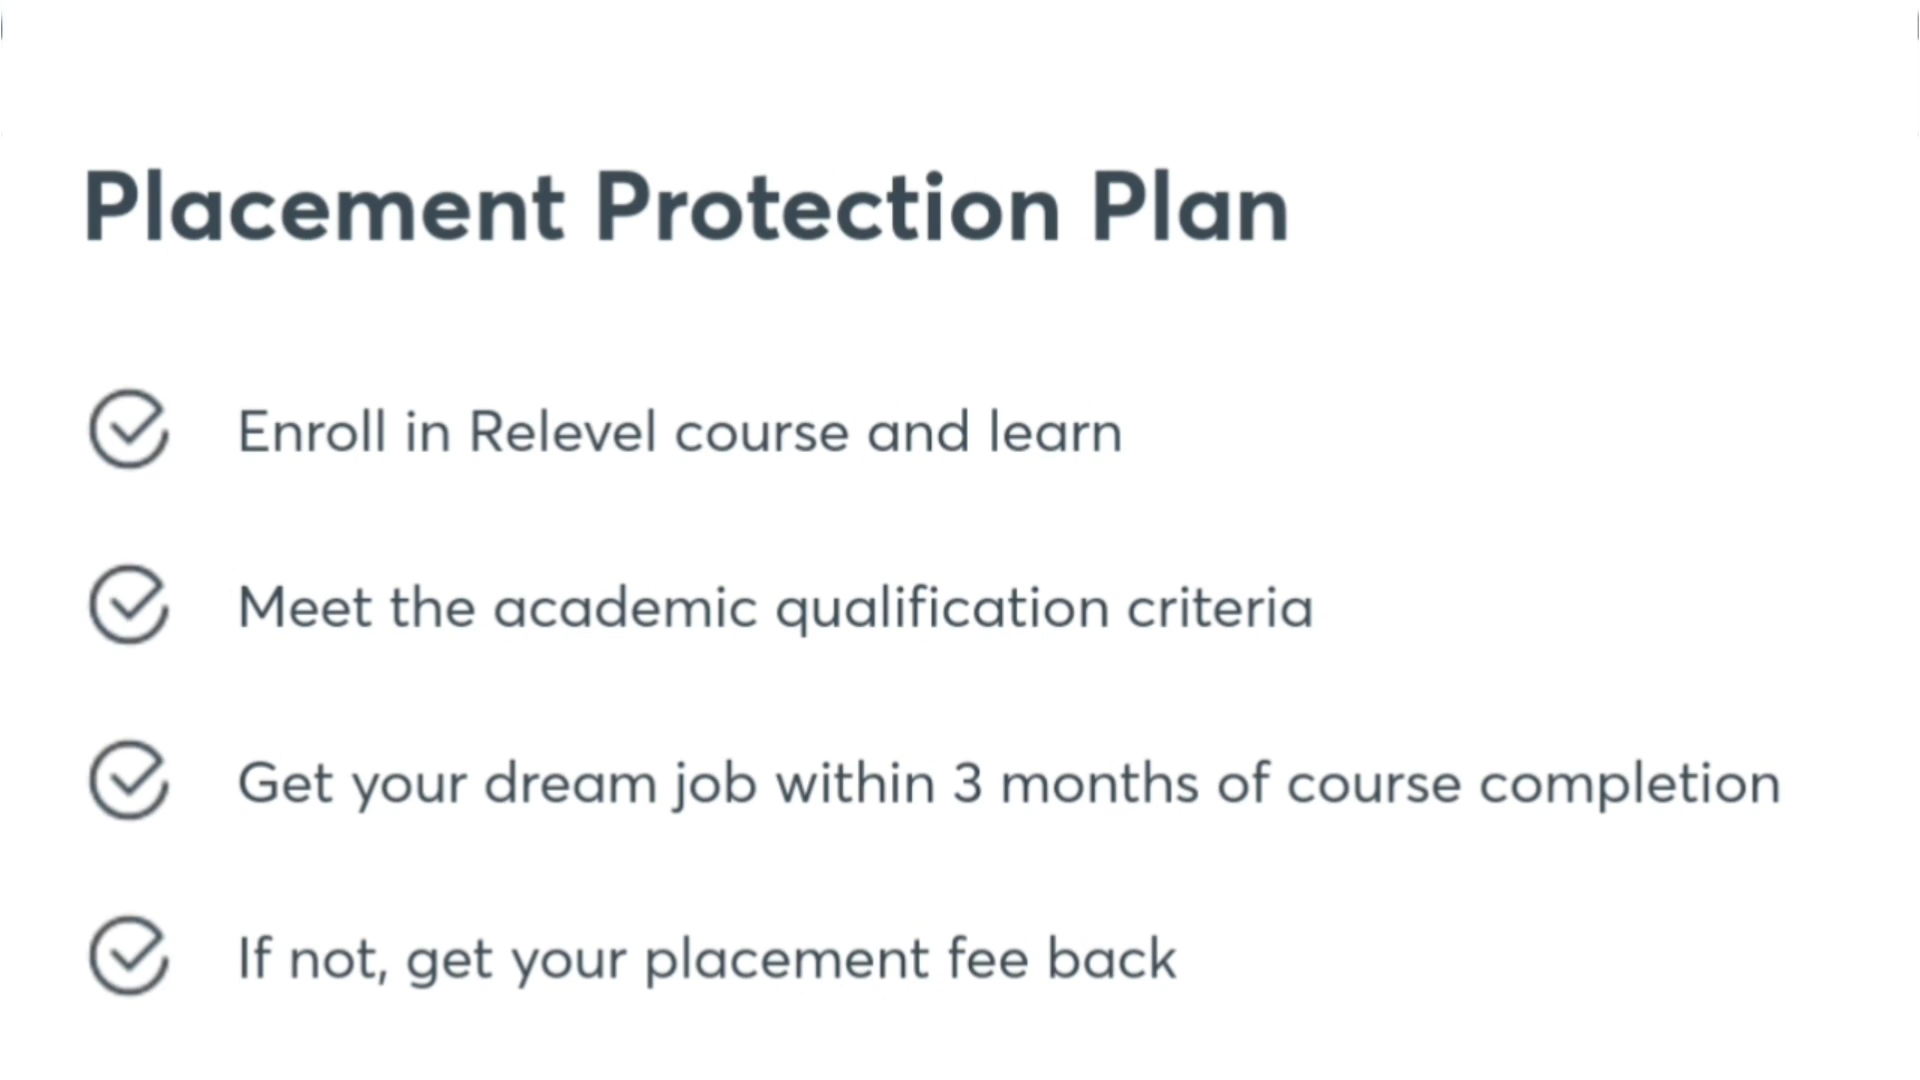 Placement Protection Plan
Enroll in Relevel course and learn
Meet the academic qualification criteria
Get your dream job within 3 months of course completion
If not, get your placement fee back